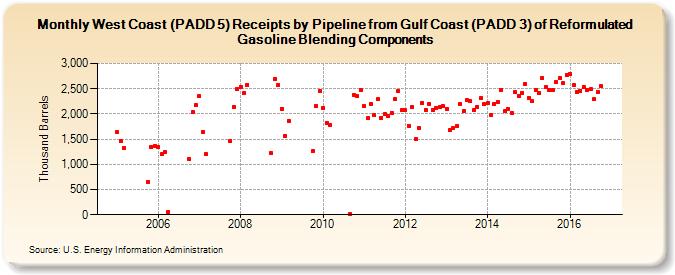 Monthly West Coast (PADD 5) Receipts by Pipeline from Gulf Coast (PADD 3) of Reformulated
Gasoline Blending Components
Thousand Barrels
3,000
2,500
2,000
1,500
1,000
500
0
2006 2008 2010 2012 2014 2016
Source: U.S. Energy Information Administration